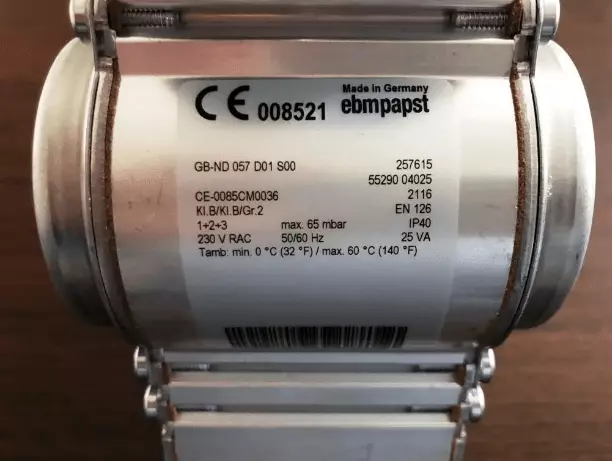 Made in Germany
CE 008521 ebmpapst
GB-ND 057 D01 S00 257615
55290 04025
CE-0085CM0036 2116
Kl.B/Kl.B/Gr.2 EN 126
1+2+3 max. 65 mbar IP40
230 V RAC 50/60 Hz 25 VA
Tamb: min. 0 °C (32 °F) / max. 60 °C (140 °F)